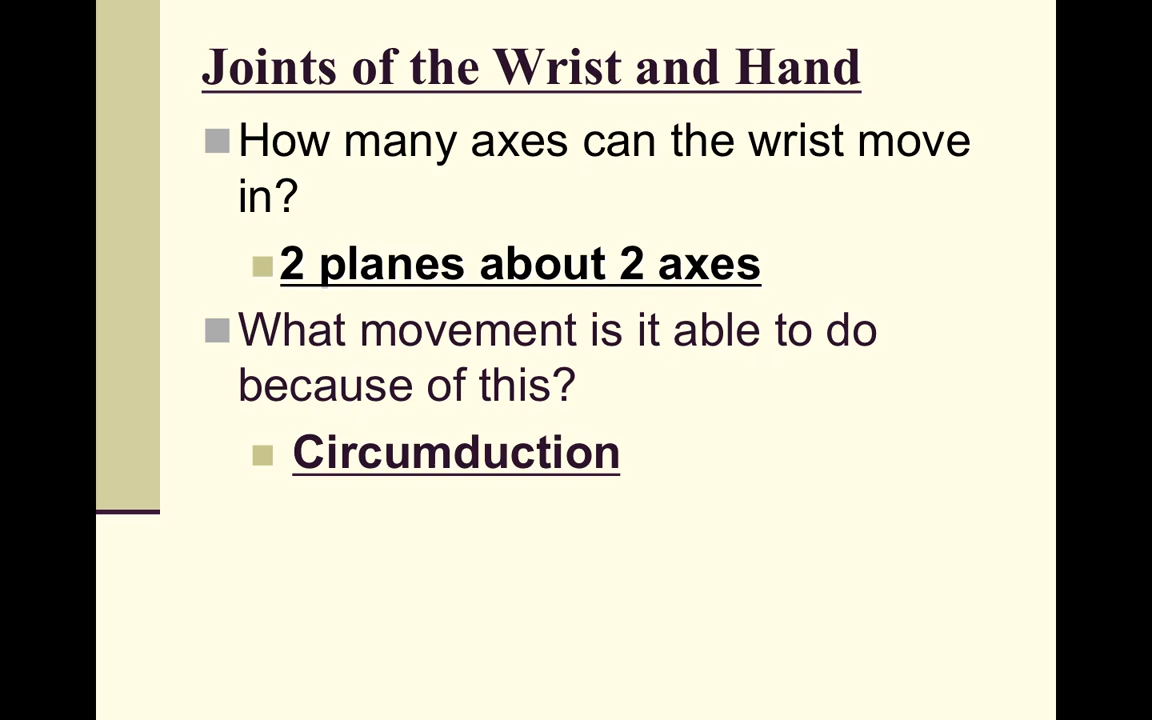 Joints of the Wrist and Hand
How many axes can the wrist move
in?
2 planes about 2 axes
What movement is it able to do
because of this?
Circumduction